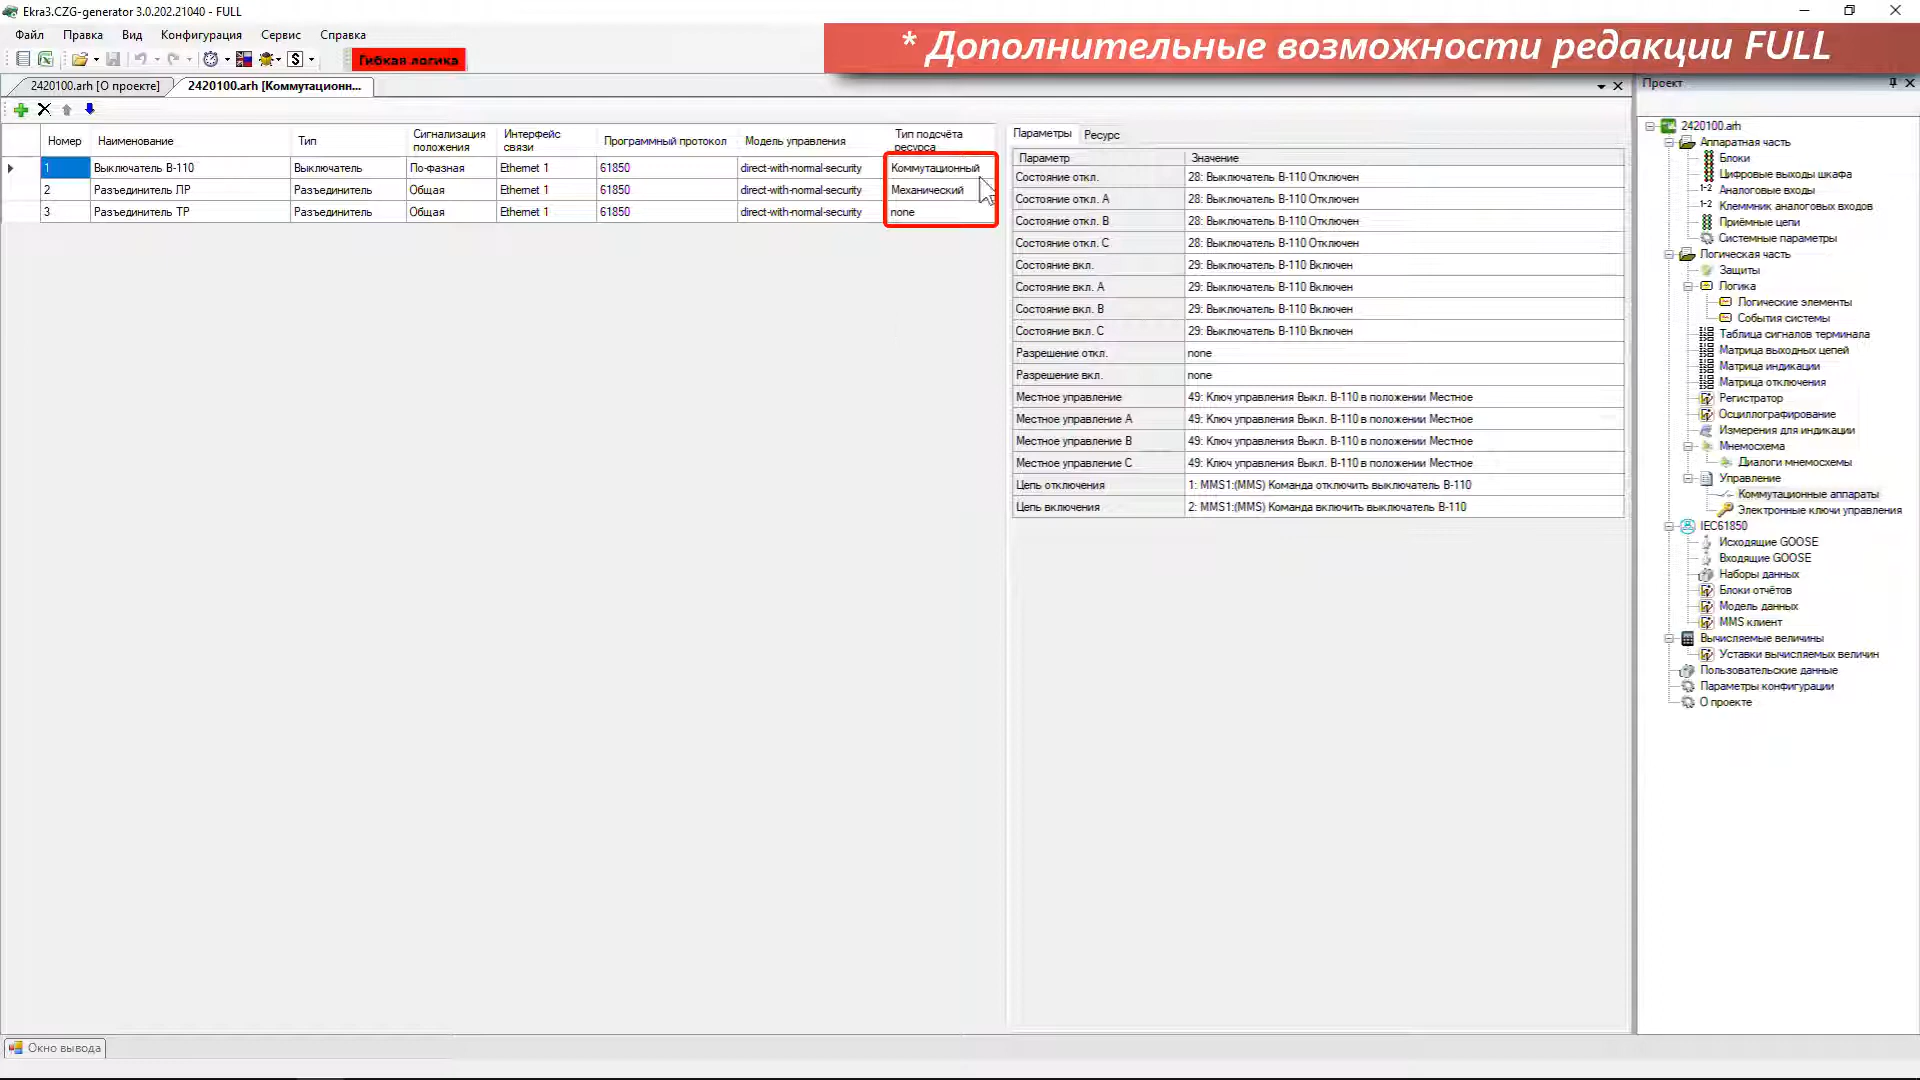 Ekra3.CZG-generator 3.0.202.21040 - FULL
Файл Правка Вид Конфигурация Сервис Справка
* Дополнительные возможности редакции FULL
Гибкая логика
2420100.arh [О проекте] 2420100.arh [Коммутационн...
Номер Наименование Тип Сигнализация положения Интерфейс связи Программный протокол Модель управления Тип подсчёта ресурса
1 Выключатель В-110 Выключатель По-фазная Ethernet 1 61850 direct-with-normal-security Коммутационный
2 Разъединитель ЛР Разъединитель Общая Ethernet 1 61850 direct-with-normal-security Механический
3 Разъединитель ТР Разъединитель Общая Ethernet 1 61850 direct-with-normal-security none
Параметры Ресурс
Параметр Значение
Состояние откл. 28: Выключатель В-110 Отключен
Состояние откл. А 28: Выключатель В-110 Отключен
Состояние откл. В 28: Выключатель В-110 Отключен
Состояние откл. С 28: Выключатель В-110 Отключен
Состояние вкл. 29: Выключатель В-110 Включен
Состояние вкл. А 29: Выключатель В-110 Включен
Состояние вкл. В 29: Выключатель В-110 Включен
Состояние вкл. С 29: Выключатель В-110 Включен
Разрешение откл. none
Разрешение вкл. none
Местное управление 49: Ключ управления Выкл. В-110 в положении Местное
Местное управление А 49: Ключ управления Выкл. В-110 в положении Местное
Местное управление В 49: Ключ управления Выкл. В-110 в положении Местное
Местное управление С 49: Ключ управления Выкл. В-110 в положении Местное
Цепь отключения 1: MMS1:(MMS) Команда отключить выключатель В-110
Цепь включения 2: MMS1:(MMS) Команда включить выключатель В-110
Проект
2420100.arh
Аппаратная часть
Блоки
Цифровые выходы шкафа
Аналоговые входы
Клеммник аналоговых входов
Приёмные цепи
Системные параметры
Логическая часть
Защиты
Логика
Логические элементы
События системы
Таблица сигналов терминала
Матрица выходных цепей
Матрица индикации
Матрица отключения
Регистратор
Осциллографирование
Измерения для индикации
Мнемосхема
Диалоги мнемосхемы
Управление
Коммутационные аппараты
Электронные ключи управления
IEC61850
Исходящие GOOSE
Входящие GOOSE
Наборы данных
Блоки отчётов
Модель данных
MMS клиент
Вычисляемые величины
Уставки вычисляемых величин
Пользовательские данные
Параметры конфигурации
О проекте
Окно вывода